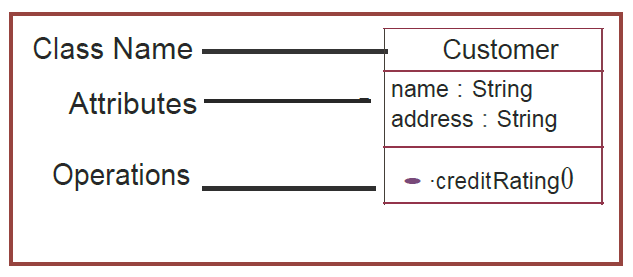 Class Name
Customer
Attributes
name : String
address : String
Operations
·creditRating()